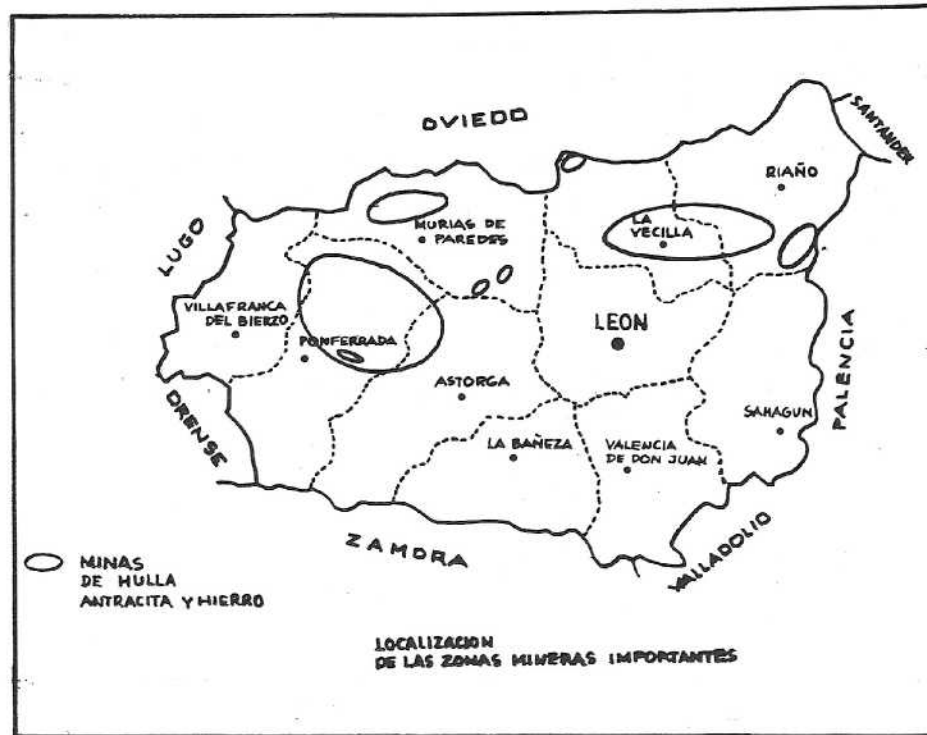 OVIEDO
SANTANDER
RIAÑO
LUGO
MURIAS DE
PAREDES
LA
VECILLA
VILLAFRANCA
DEL BIERZO
PONFERRADA
LEON
PALENCIA
ASTORGA
ORENSE
SAHAGUN
LA BAÑEZA
VALENCIA
DE DON JUAN
ZAMORA
VALLADOLID
MINAS
DE HULLA
ANTRACITA Y HIERRO
LOCALIZACION
DE LAS ZONAS MINERAS IMPORTANTES